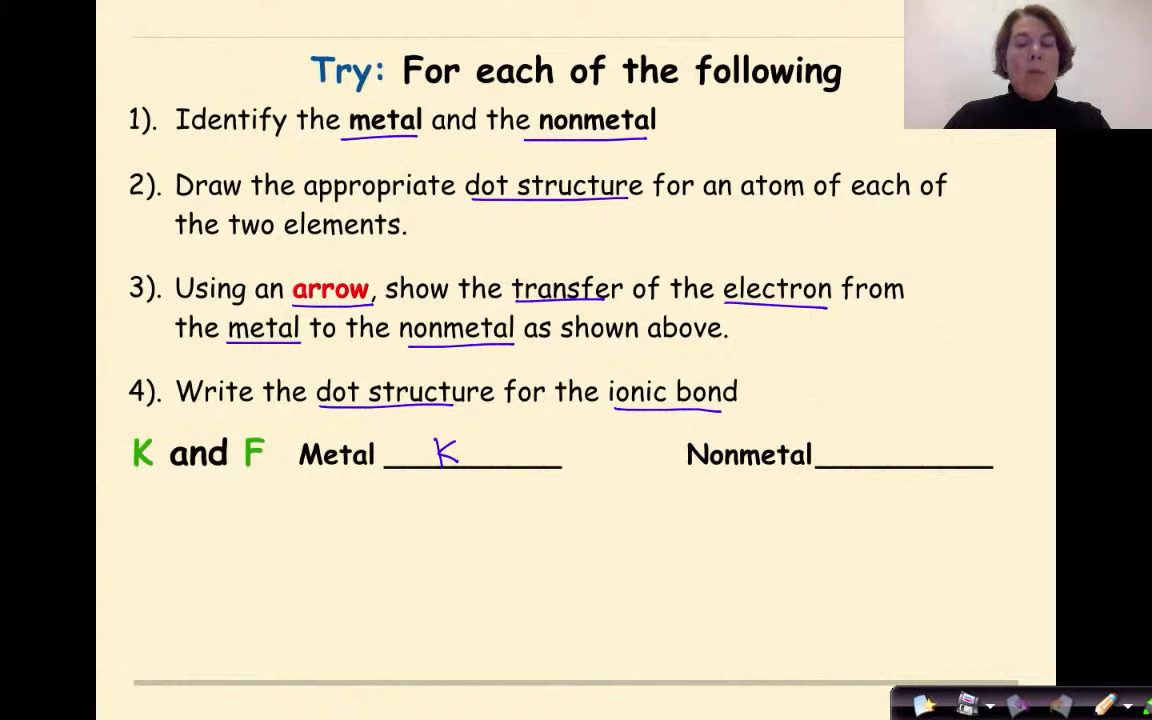 Try: For each of the following
1). Identify the metal and the nonmetal
2). Draw the appropriate dot structure for an atom of each of
the two elements.
3). Using an arrow, show the transfer of the electron from
the metal to the nonmetal as shown above.
4). Write the dot structure for the ionic bond
K and F Metal ___K___ Nonmetal__________